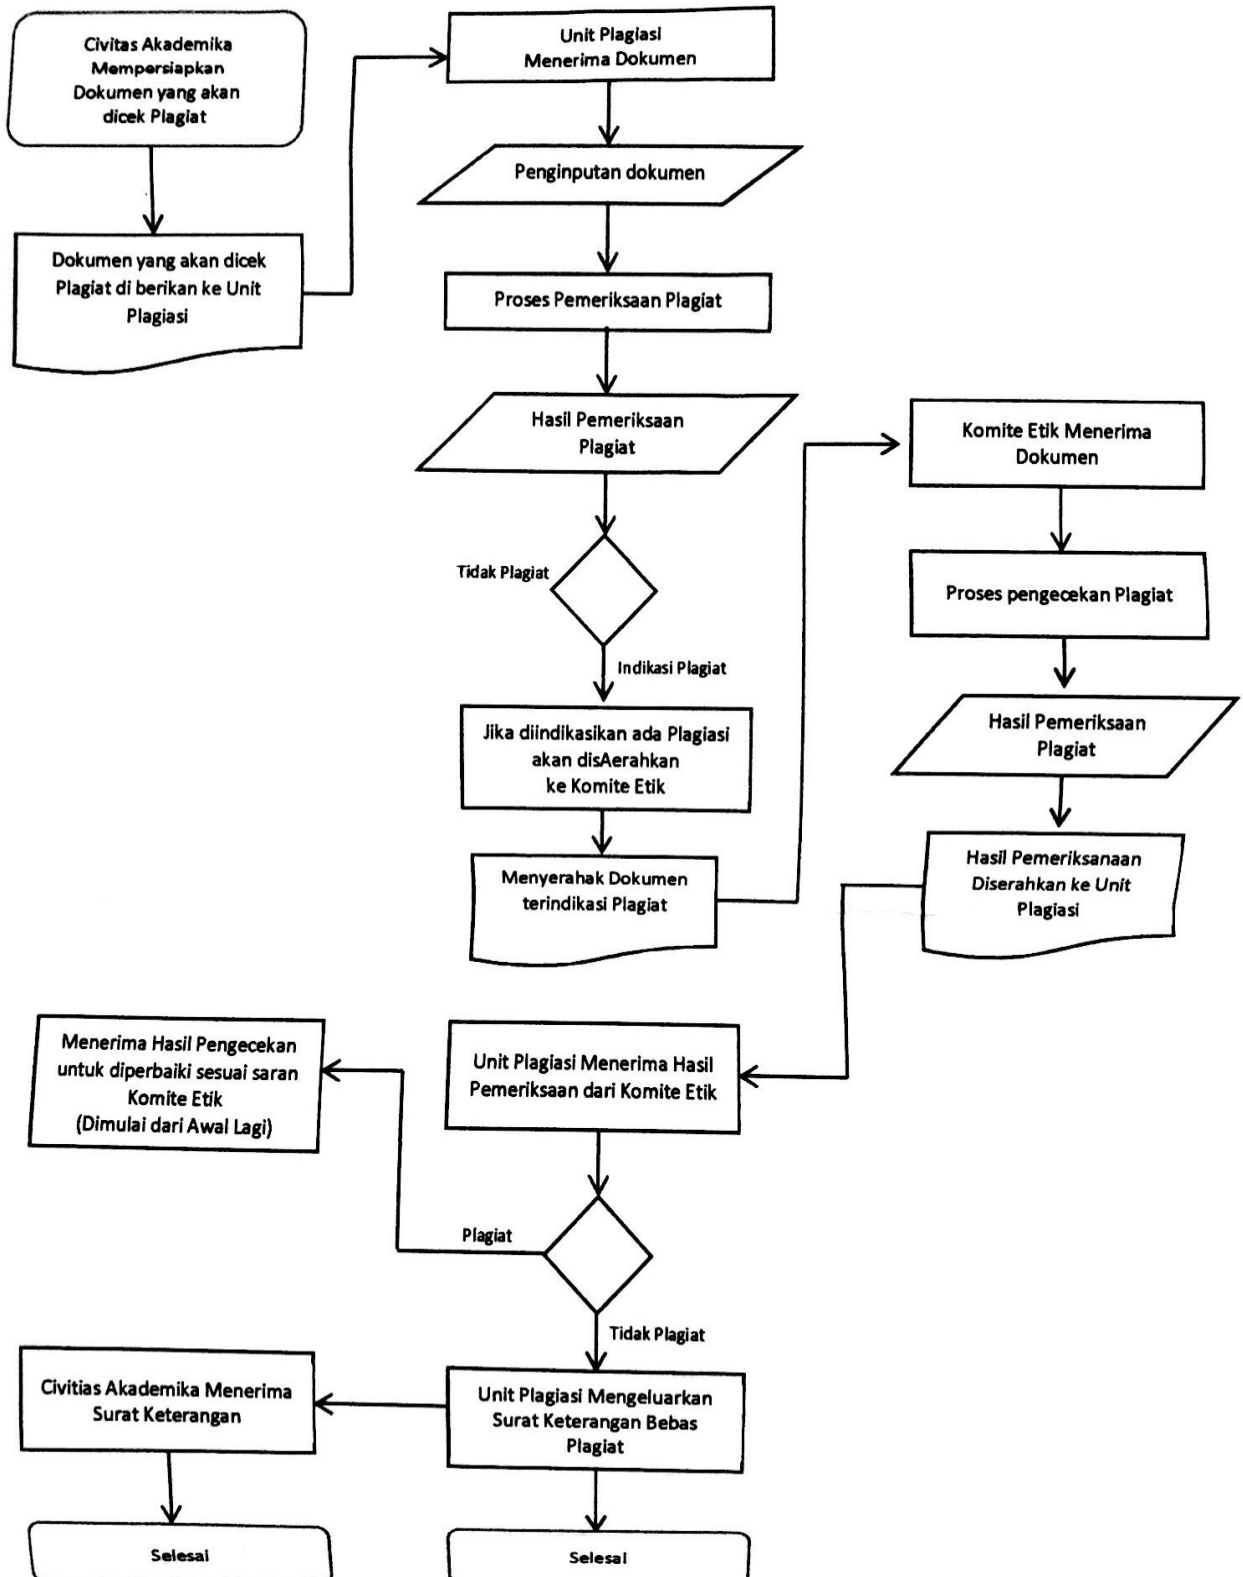 Civitas Akademika
Mempersiapkan
Dokumen yang akan
dicek Plagiat
Dokumen yang akan dicek
Plagiat di berikan ke Unit
Plagiasi
Unit Plagiasi
Menerima Dokumen
Penginputan dokumen
Proses Pemeriksaan Plagiat
Hasil Pemeriksaan
Plagiat
Tidak Plagiat
Indikasi Plagiat
Jika diindikasikan ada Plagiasi
akan disAerahkan
ke Komite Etik
Menyerahak Dokumen
terindikasi Plagiat
Komite Etik Menerima
Dokumen
Proses pengecekan Plagiat
Hasil Pemeriksaan
Plagiat
Hasil Pemeriksanaan
Diserahkan ke Unit
Plagiasi
Unit Plagiasi Menerima Hasil
Pemeriksaan dari Komite Etik
Plagiat
Menerima Hasil Pengecekan
untuk diperbaiki sesuai saran
Komite Etik
(Dimulai dari Awal Lagi)
Tidak Plagiat
Unit Plagiasi Mengeluarkan
Surat Keterangan Bebas
Plagiat
Civitias Akademika Menerima
Surat Keterangan
Selesai
Selesai